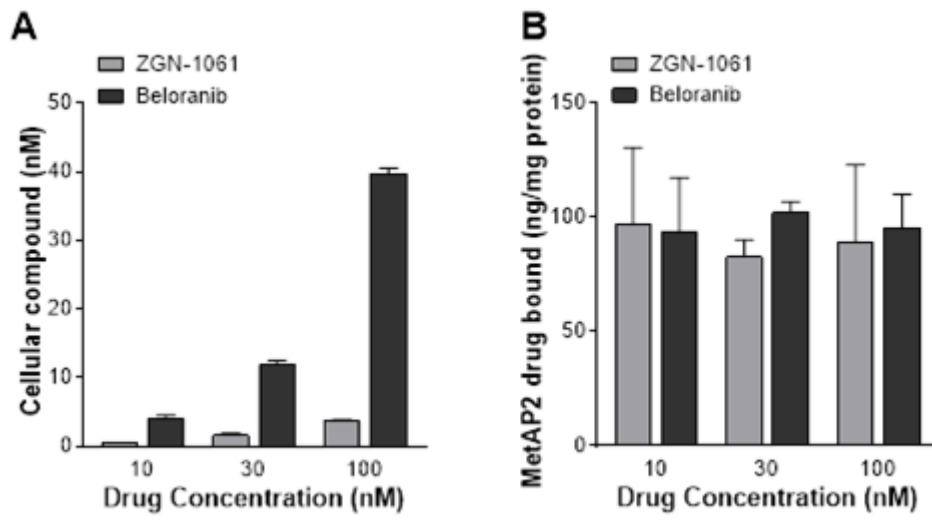 A
ZGN-1061
Beloranib
Cellular compound (nM)
50
40
30
20
10
0
10 30 100
Drug Concentration (nM)
B
ZGN-1061
Beloranib
MetAP2 drug bound (ng/mg protein)
150
100
50
0
10 30 100
Drug Concentration (nM)